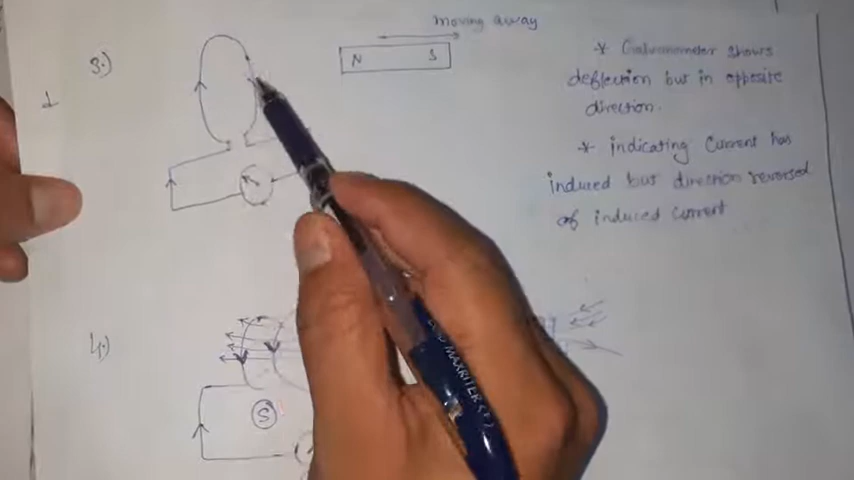 moving away
3.)
N S
* Galvanometer shows
deflection but in opposite
direction.
* indicating Current has
induced but direction reversed
of induced current
4.)
S
MAXRITER